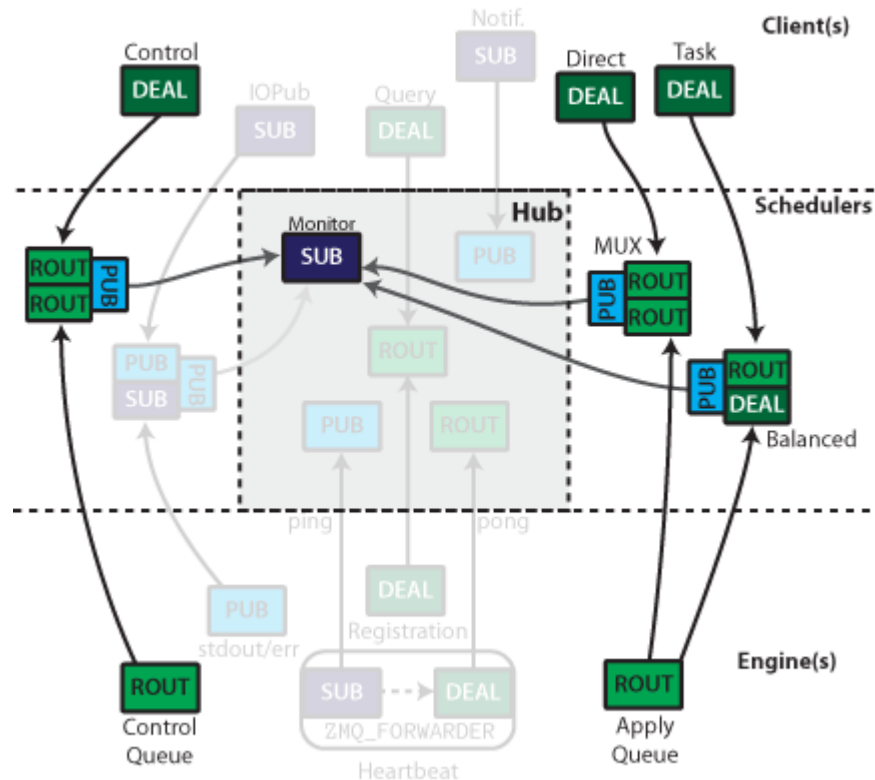 Notif.
Client(s)
Control
SUB
Direct
Task
DEAL
IOPub
Query
DEAL
DEAL
SUB
DEAL
Hub
Schedulers
Monitor
SUB
PUB
MUX
ROUT
ROUT
PUB
PUB
ROUT
ROUT
PUB
SUB
PUB
ROUT
PUB
ROUT
DEAL
Balanced
PUB
ROUT
ping
pong
DEAL
Registration
PUB
stdout/err
Engine(s)
ROUT
Control
Queue
SUB
DEAL
ZMQ_FORWARDER
Heartbeat
ROUT
Apply
Queue